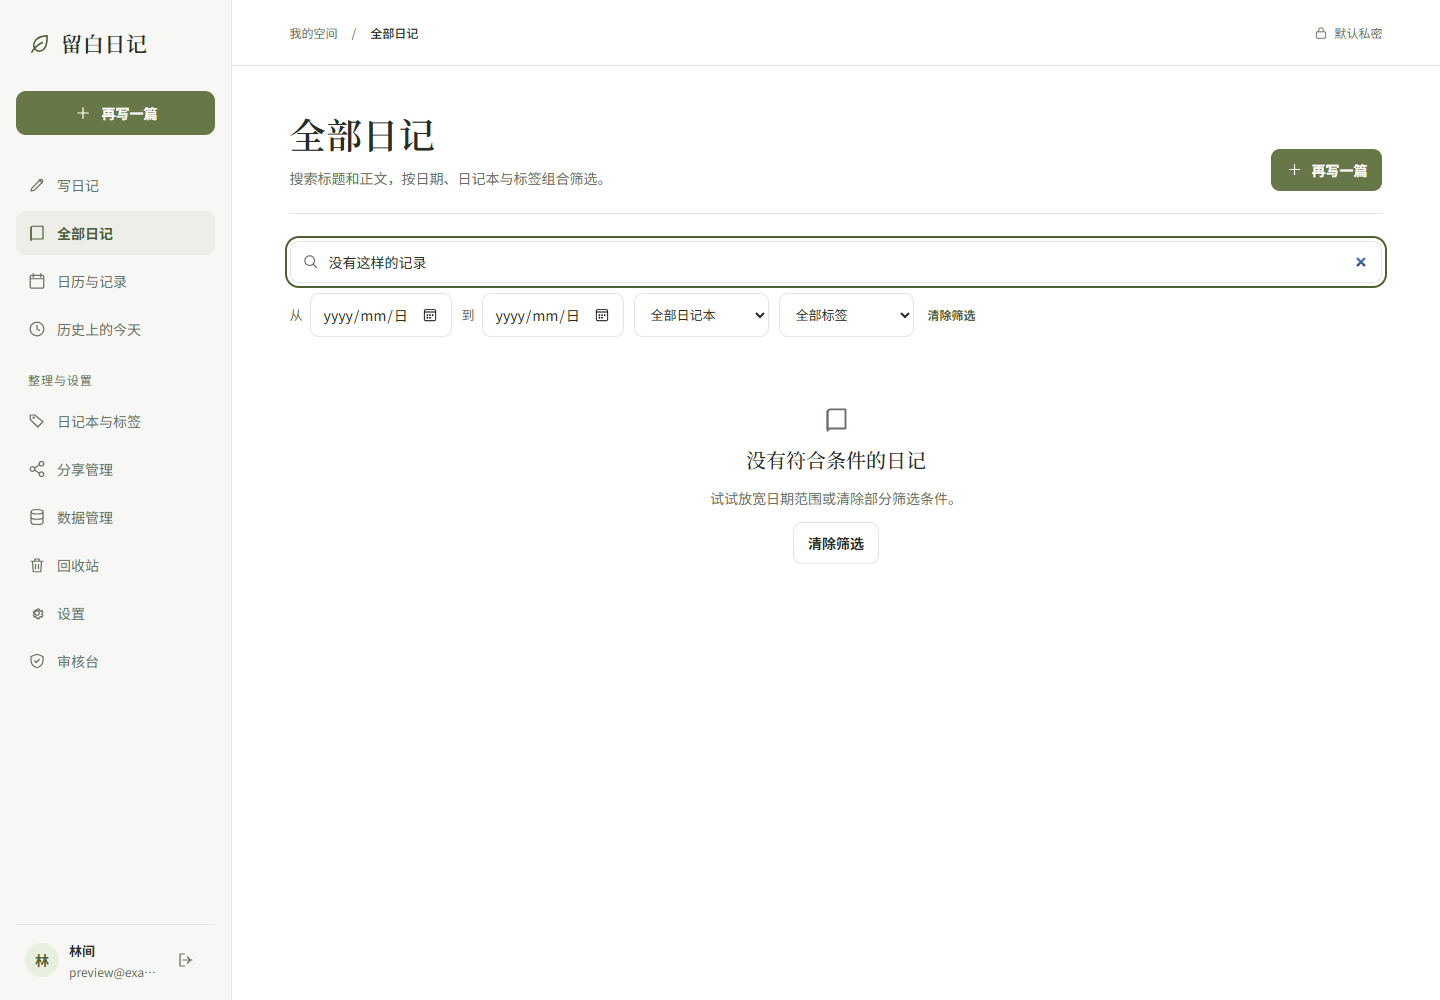 留白日记
再写一篇
写日记
全部日记
日历与记录
历史上的今天
整理与设置
日记本与标签
分享管理
数据管理
回收站
设置
审核台
林
林间
preview@exa···
我的空间 / 全部日记
默认私密
全部日记
搜索标题和正文，按日期、日记本与标签组合筛选。
再写一篇
没有这样的记录
从 yyyy/mm/日 到 yyyy/mm/日 全部日记本 全部标签 清除筛选
没有符合条件的日记
试试放宽日期范围或清除部分筛选条件。
清除筛选